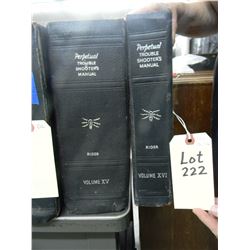 Perpetual
TROUBLE
SHOOTER'S
MANUAL
RIDER
VOLUME XV
Perpetual
TROUBLE
SHOOTER'S
MANUAL
RIDER
VOLUME XVI
Lot
222